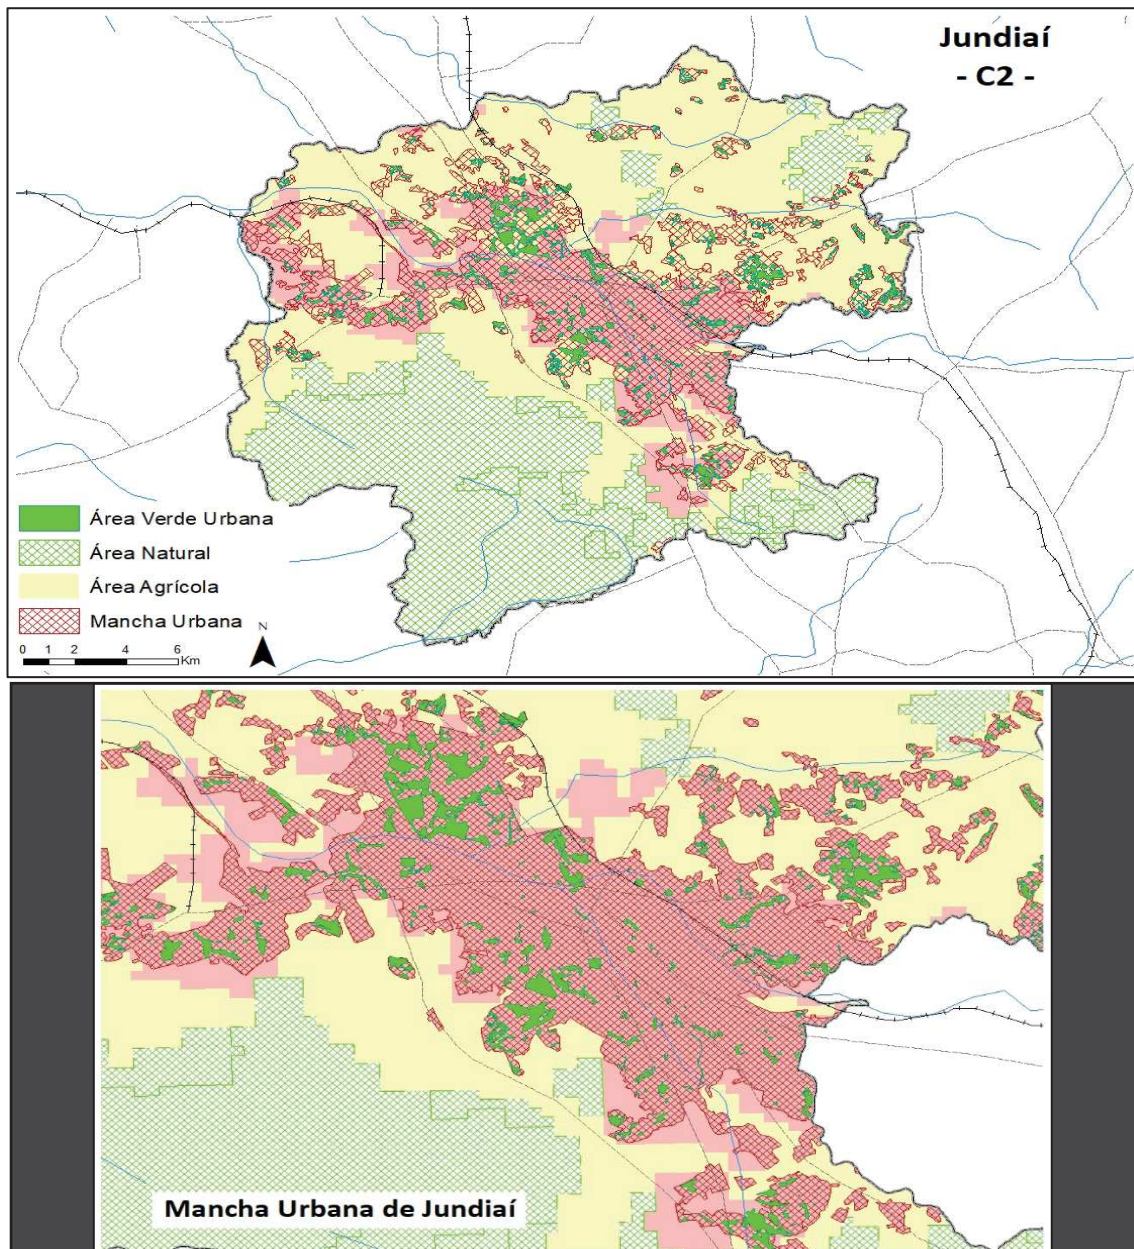 Jundiaí
- C2 -
Área Verde Urbana
Área Natural
Área Agrícola
Mancha Urbana
N
0 1 2 4 6
Km
Mancha Urbana de Jundiaí